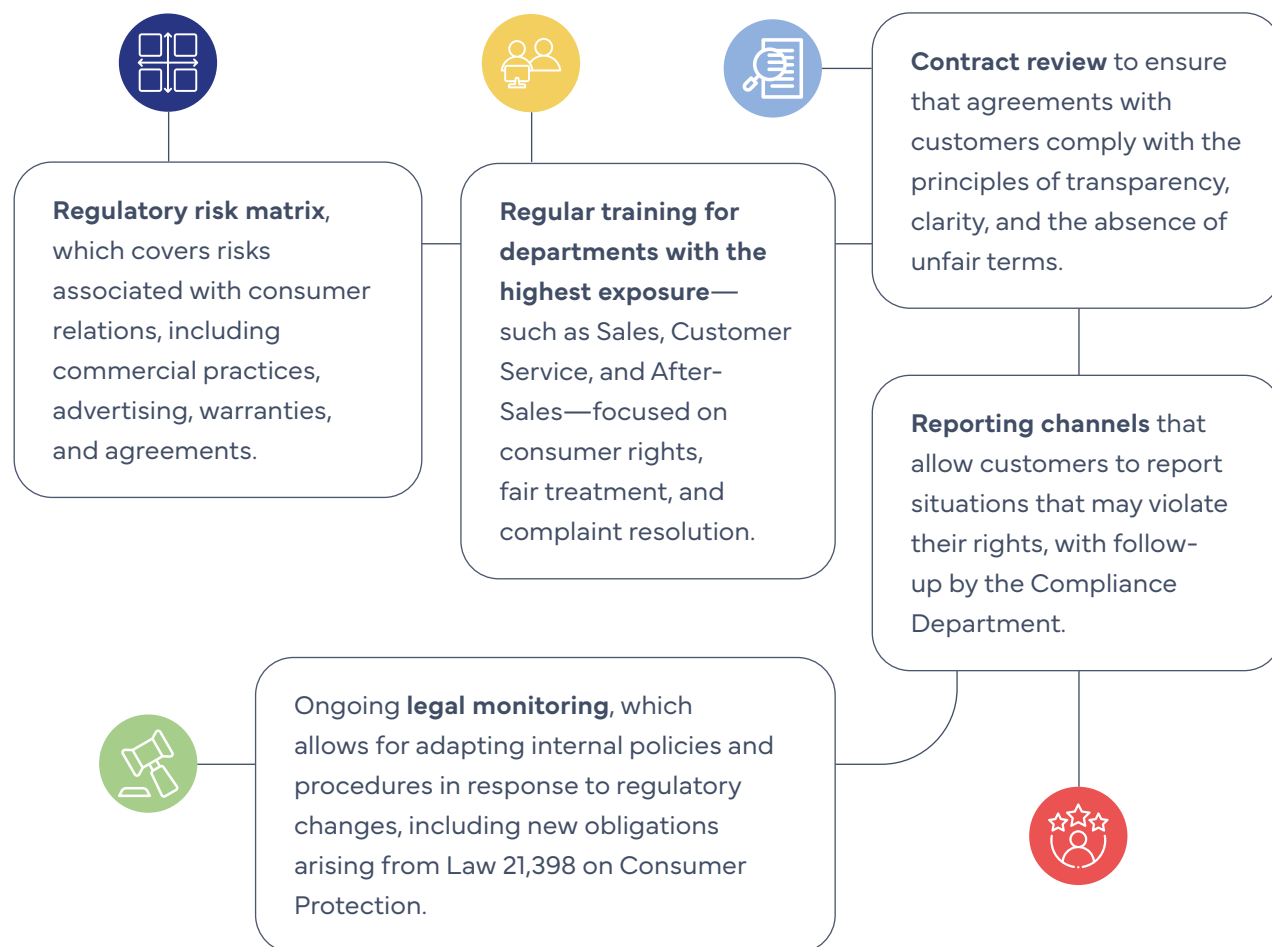 Regulatory risk matrix,
which covers risks
associated with consumer
relations, including
commercial practices,
advertising, warranties,
and agreements.
Regular training for
departments with the
highest exposure—
such as Sales, Customer
Service, and After-
Sales—focused on
consumer rights,
fair treatment, and
complaint resolution.
Contract review to ensure
that agreements with
customers comply with the
principles of transparency,
clarity, and the absence of
unfair terms.
Reporting channels that
allow customers to report
situations that may violate
their rights, with follow-
up by the Compliance
Department.
Ongoing legal monitoring, which
allows for adapting internal policies and
procedures in response to regulatory
changes, including new obligations
arising from Law 21,398 on Consumer
Protection.